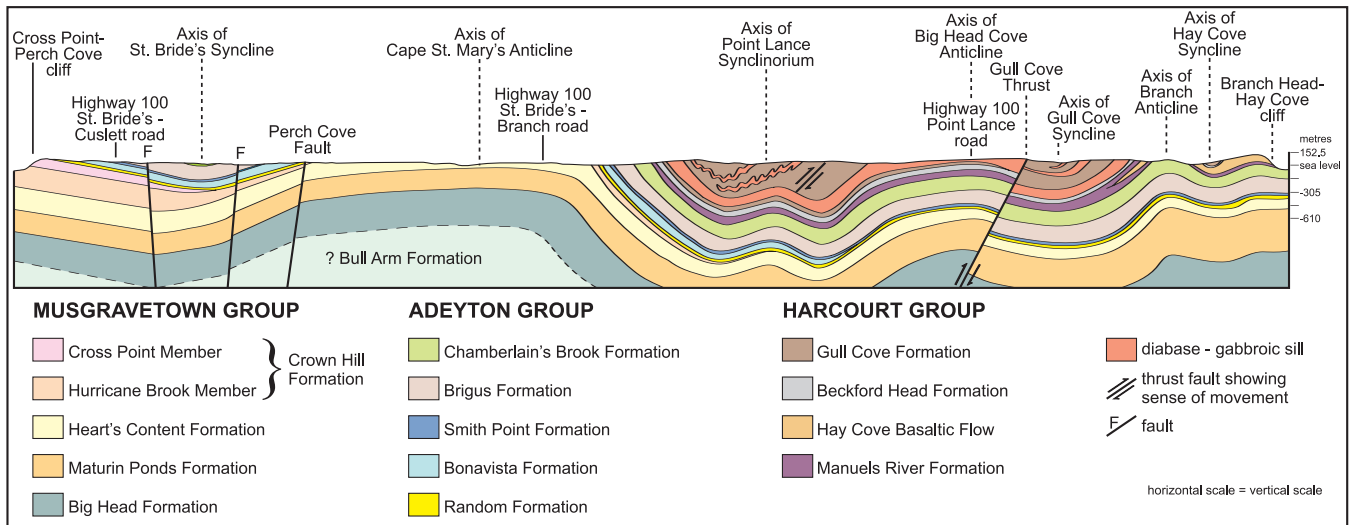 Cross Point-
Perch Cove
cliff
Highway 100
St. Bride's -
Cuslett road
Axis of
St. Bride's Syncline
F
F
Perch Cove
Fault
Axis of
Cape St. Mary's Anticline
Highway 100
St. Bride's -
Branch road
Axis of
Point Lance
Synclinorium
Axis of
Big Head Cove
Anticline
Highway 100
Point Lance
road
Gull Cove
Thrust
Axis of
Gull Cove
Syncline
Axis of
Branch
Anticline
Axis of
Hay Cove
Syncline
Branch Head-
Hay Cove
cliff
metres
152.5
sea level
-305
-610
? Bull Arm Formation
MUSGRAVETOWN GROUP
Cross Point Member
Hurricane Brook Member
} Crown Hill
Formation
Heart's Content Formation
Maturin Ponds Formation
Big Head Formation
ADEYTON GROUP
Chamberlain's Brook Formation
Brigus Formation
Smith Point Formation
Bonavista Formation
Random Formation
HARCOURT GROUP
Gull Cove Formation
Beckford Head Formation
Hay Cove Basaltic Flow
Manuels River Formation
diabase - gabbroic sill
thrust fault showing
sense of movement
F fault
horizontal scale = vertical scale